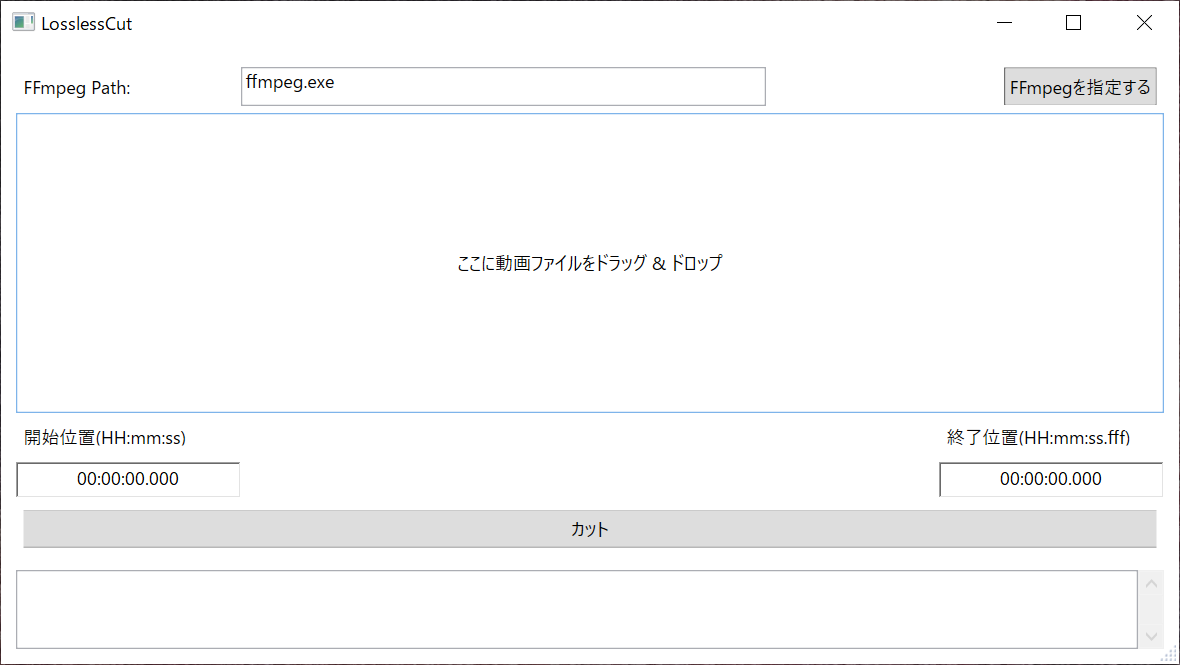 LosslessCut
FFmpeg Path:
ffmpeg.exe
FFmpegを指定する
ここに動画ファイルをドラッグ & ドロップ
開始位置(HH:mm:ss)
終了位置(HH:mm:ss.fff)
00:00:00.000
00:00:00.000
カット